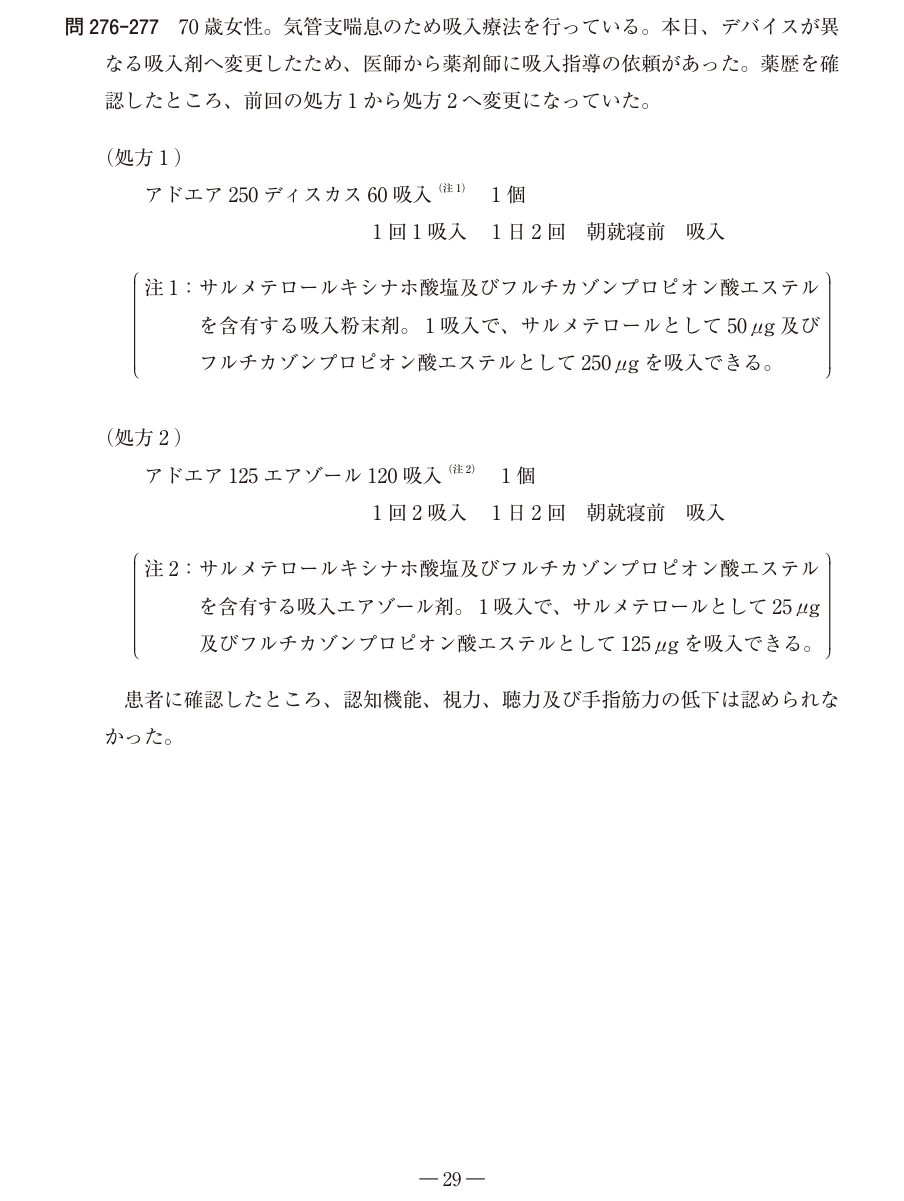 問 276-277　70 歳女性。気管支喘息のため吸入療法を行っている。本日、デバイスが異
なる吸入剤へ変更したため、医師から薬剤師に吸入指導の依頼があった。薬歴を確
認したところ、前回の処方 1 から処方 2 へ変更になっていた。
（処方 1 ）
アドエア 250 ディスカス 60 吸入（注 1）　1 個
1 回 1 吸入　1 日 2 回　朝就寝前　吸入
注 1：サルメテロールキシナホ酸塩及びフルチカゾンプロピオン酸エステル
を含有する吸入粉末剤。1 吸入で、サルメテロールとして 50 μg 及び
フルチカゾンプロピオン酸エステルとして 250 μg を吸入できる。
（処方 2 ）
アドエア 125 エアゾール 120 吸入（注 2）　1 個
1 回 2 吸入　1 日 2 回　朝就寝前　吸入
注 2：サルメテロールキシナホ酸塩及びフルチカゾンプロピオン酸エステル
を含有する吸入エアゾール剤。1 吸入で、サルメテロールとして 25 μg
及びフルチカゾンプロピオン酸エステルとして 125 μg を吸入できる。
患者に確認したところ、認知機能、視力、聴力及び手指筋力の低下は認められな
かった。
— 29 —